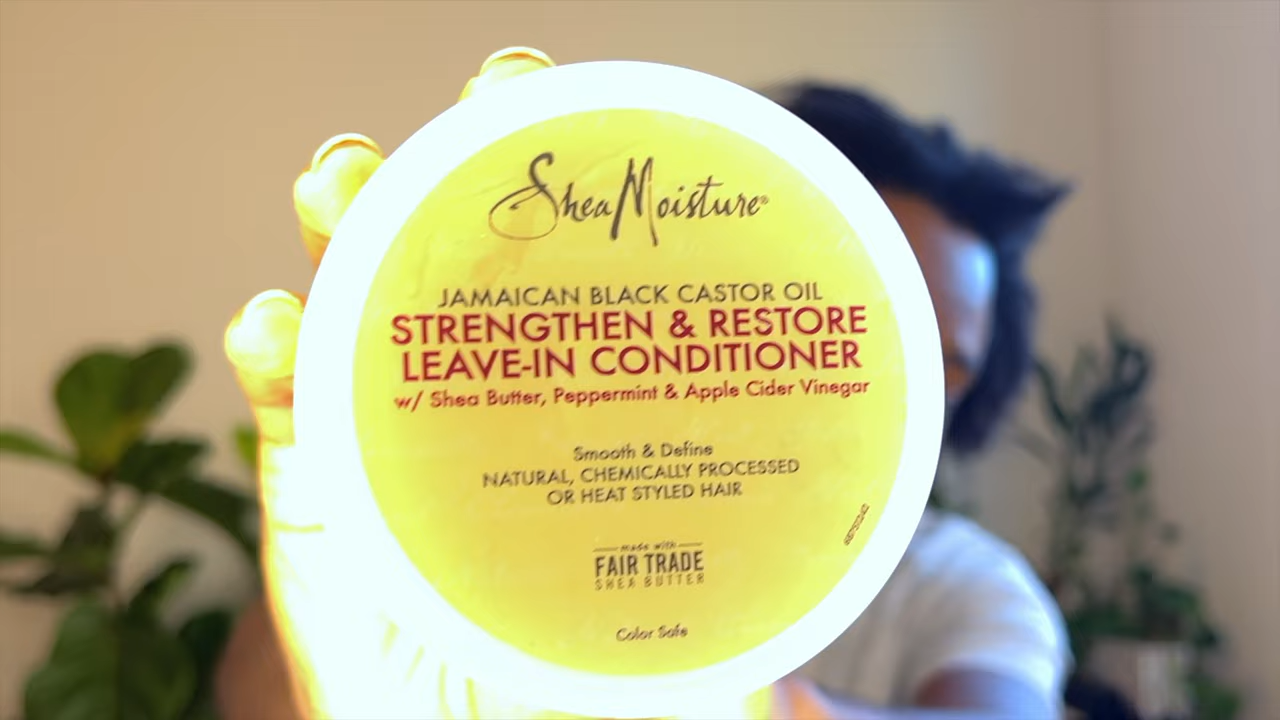 SheaMoisture®
JAMAICAN BLACK CASTOR OIL
STRENGTHEN & RESTORE
LEAVE-IN CONDITIONER
w/ Shea Butter, Peppermint & Apple Cider Vinegar
Smooth & Define
NATURAL, CHEMICALLY PROCESSED
OR HEAT STYLED HAIR
made with
FAIR TRADE
SHEA BUTTER
Color Safe